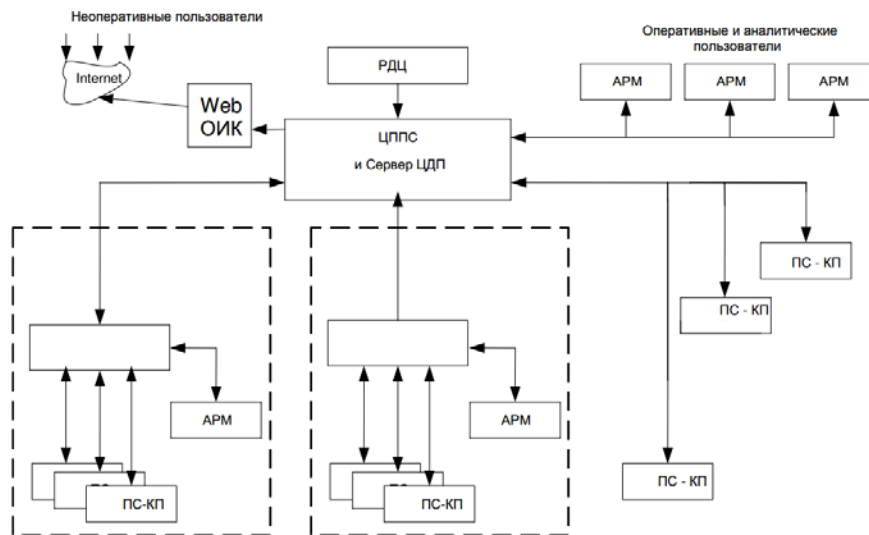 Неоперативные пользователи
Оперативные и аналитические
пользователи
Internet
РДЦ
АРМ
АРМ
АРМ
Web
ОИК
ЦППС
и Сервер ЦДП
ПС - КП
ПС - КП
АРМ
АРМ
ПС-КП
ПС-КП
ПС - КП